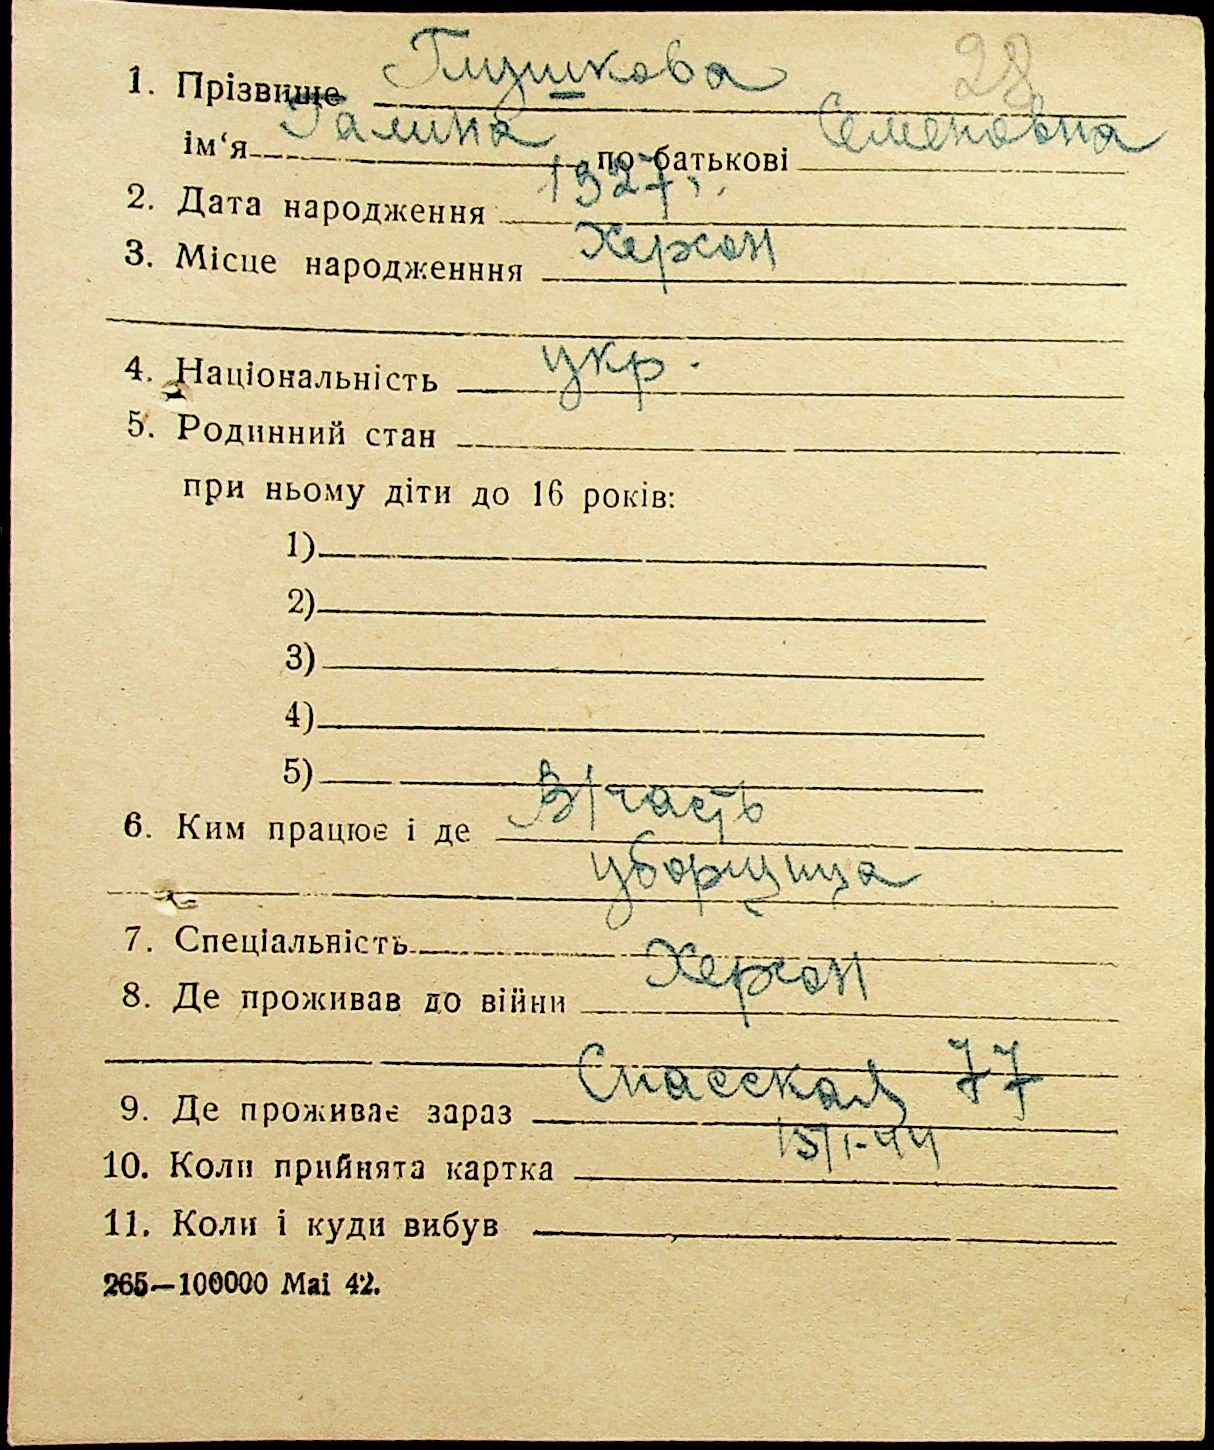 28
1. Прізвище Глушкова
ім‘я Галина по батькові Семеновна
2. Дата народження 1927 г.
3. Місце народженння Херсон
4. Національність укр.
5. Родинний стан
при ньому діти до 16 років:
1)
2)
3)
4)
5)
6. Ким працює і де В/часть
уборщица
7. Спеціальність
8. Де проживав до війни Херсон
9. Де проживає зараз Спасская 77
10. Коли прийнята картка 15/I-44
11. Коли і куди вибув
265—100000 Mai 42.